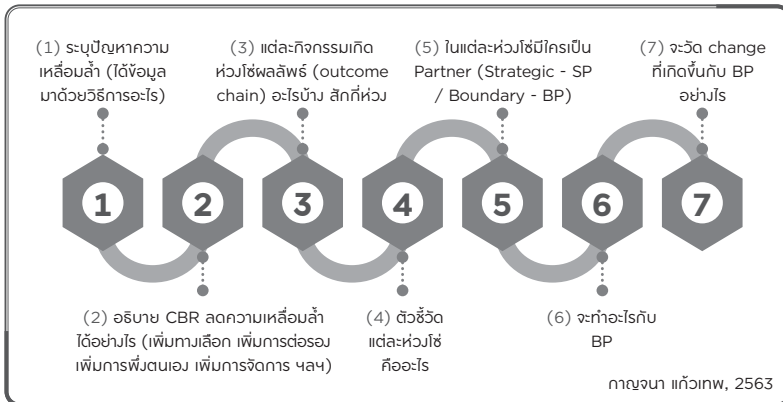 (1) ระบุปัญหาความ
เหลื่อมล้ำ (ได้ข้อมูล
มาด้วยวิธีการอะไร)
(3) แต่ละกิจกรรมเกิด
ห่วงโซ่ผลลัพธ์ (outcome
chain) อะไรบ้าง สักกี่ห่วง
(5) ในแต่ละห่วงโซ่มีใครเป็น
Partner (Strategic - SP
/ Boundary - BP)
(7) จะวัด change
ที่เกิดขึ้นกับ BP
อย่างไร
1
2
3
4
5
6
7
(2) อธิบาย CBR ลดความเหลื่อมล้ำ
ได้อย่างไร (เพิ่มทางเลือก เพิ่มการต่อรอง
เพิ่มการพึ่งตนเอง เพิ่มการจัดการ ฯลฯ)
(4) ตัวชี้วัด
แต่ละห่วงโซ่
คืออะไร
(6) จะทำอะไรกับ
BP
กาญจนา แก้วเทพ, 2563